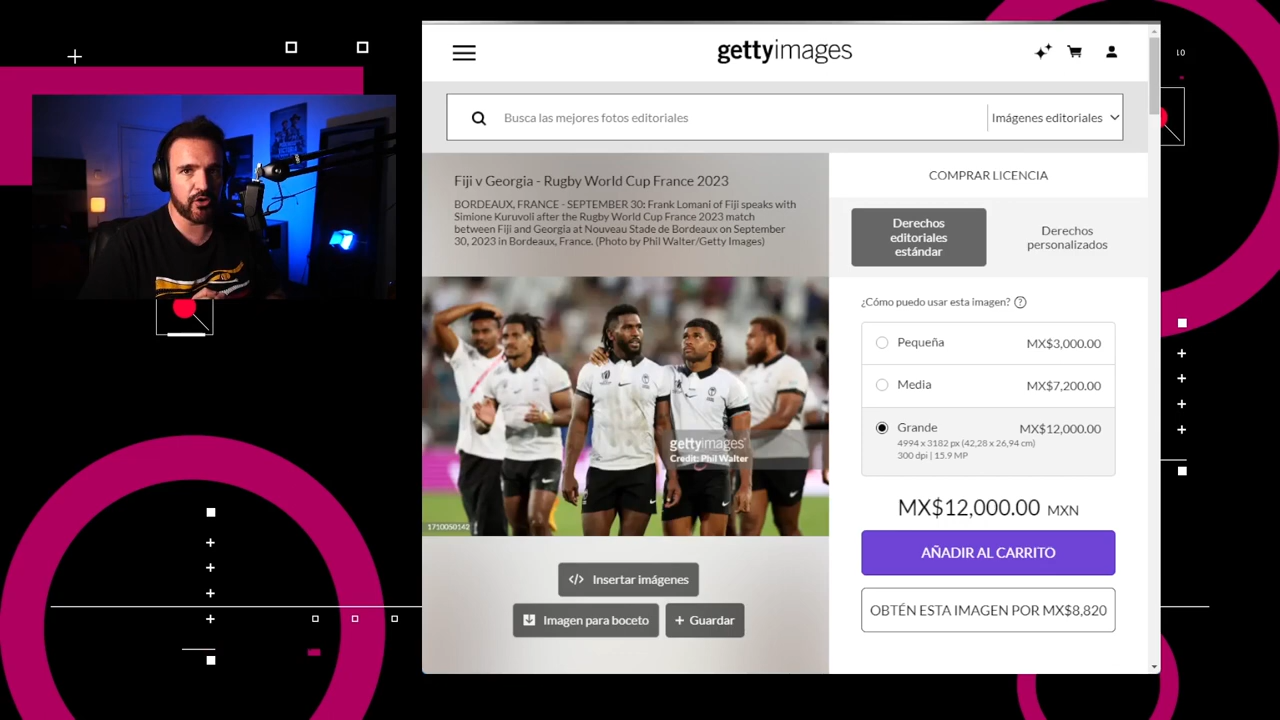 gettyimages
10
Busca las mejores fotos editoriales
Imágenes editoriales
Fiji v Georgia - Rugby World Cup France 2023
BORDEAUX, FRANCE - SEPTEMBER 30: Frank Lomani of Fiji speaks with
Simione Kuruvoli after the Rugby World Cup France 2023 match
between Fiji and Georgia at Nouveau Stade de Bordeaux on September
30, 2023 in Bordeaux, France. (Photo by Phil Walter/Getty Images)
gettyimages
Credit: Phil Walter
1710050142
Insertar imágenes
Imagen para boceto
+ Guardar
COMPRAR LICENCIA
Derechos
editoriales
estándar
Derechos
personalizados
¿Cómo puedo usar esta imagen? ?
Pequeña MX$3,000.00
Media MX$7,200.00
Grande MX$12,000.00
4994 x 3182 px (42,28 x 26,94 cm)
300 dpi | 15.9 MP
MX$12,000.00 MXN
AÑADIR AL CARRITO
OBTÉN ESTA IMAGEN POR MX$8,820